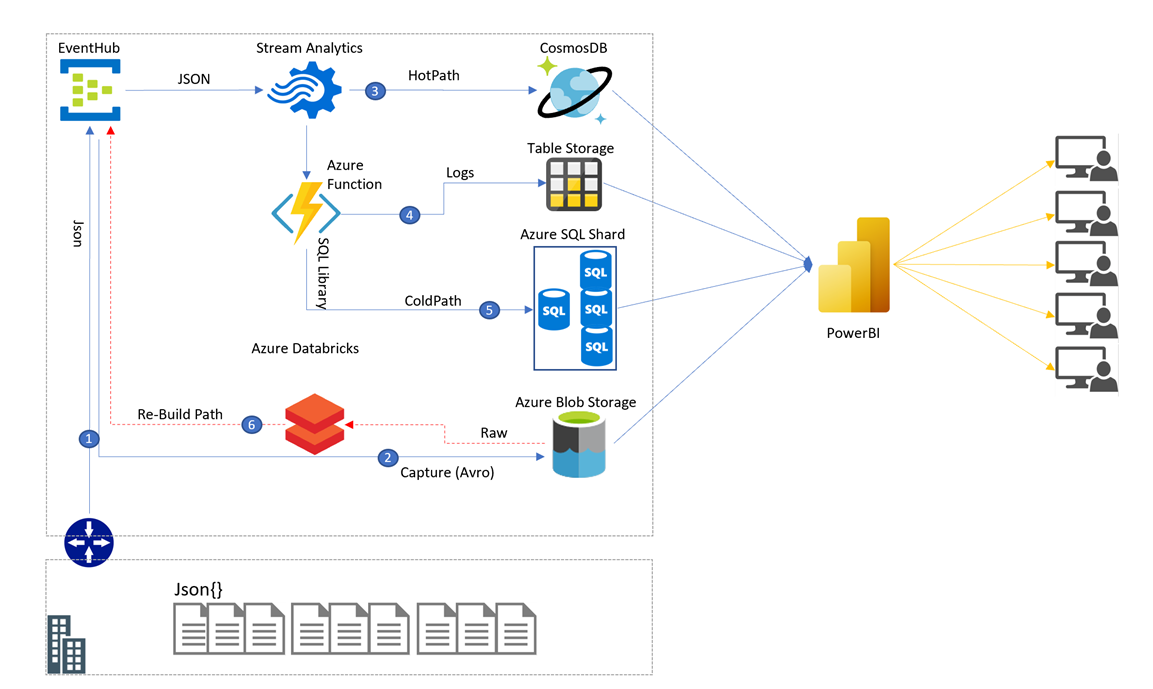 EventHub
Stream Analytics
CosmosDB
JSON
3
HotPath
Table Storage
Azure
Function
Logs
4
Json
SQL Library
Azure SQL Shard
SQL
SQL
SQL
SQL
ColdPath
5
PowerBI
Azure Databricks
Azure Blob Storage
Re-Build Path
6
Raw
1
2
Capture (Avro)
Json{}